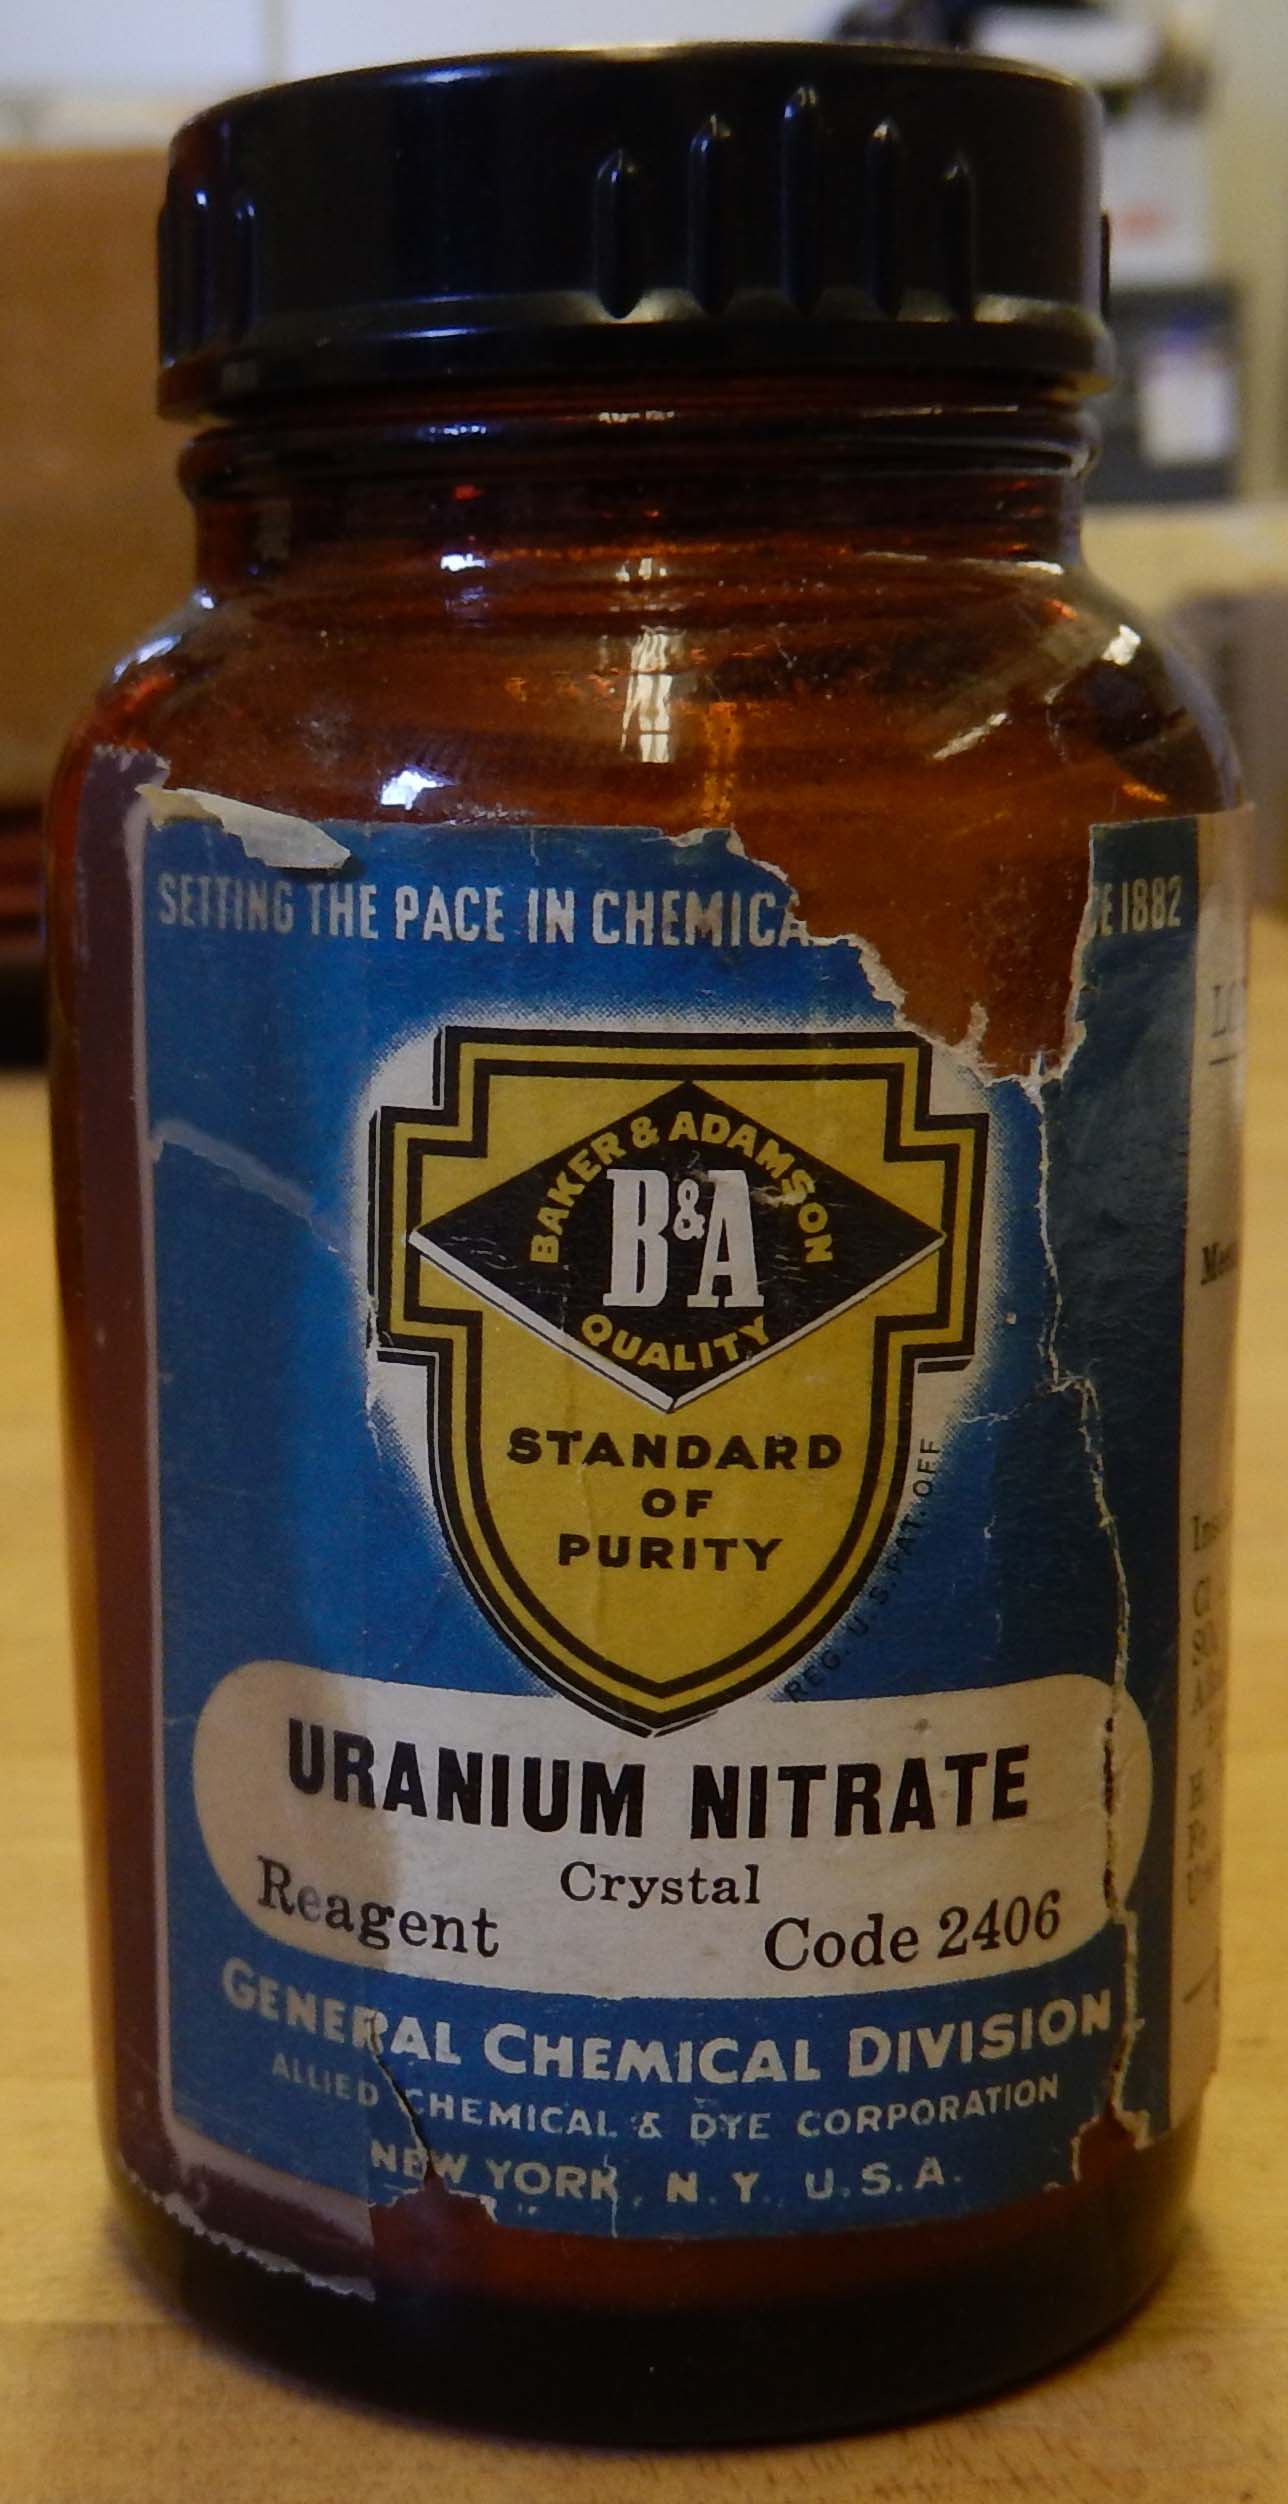 SETTING THE PACE IN CHEMICA 1882
BAKER & ADAMSON
B&A
QUALITY
STANDARD
OF
PURITY
REG. U.S. PAT. OFF
URANIUM NITRATE
Crystal
Reagent Code 2406
GENERAL CHEMICAL DIVISION
ALLIED CHEMICAL & DYE CORPORATION
NEW YORK, N.Y., U.S.A.